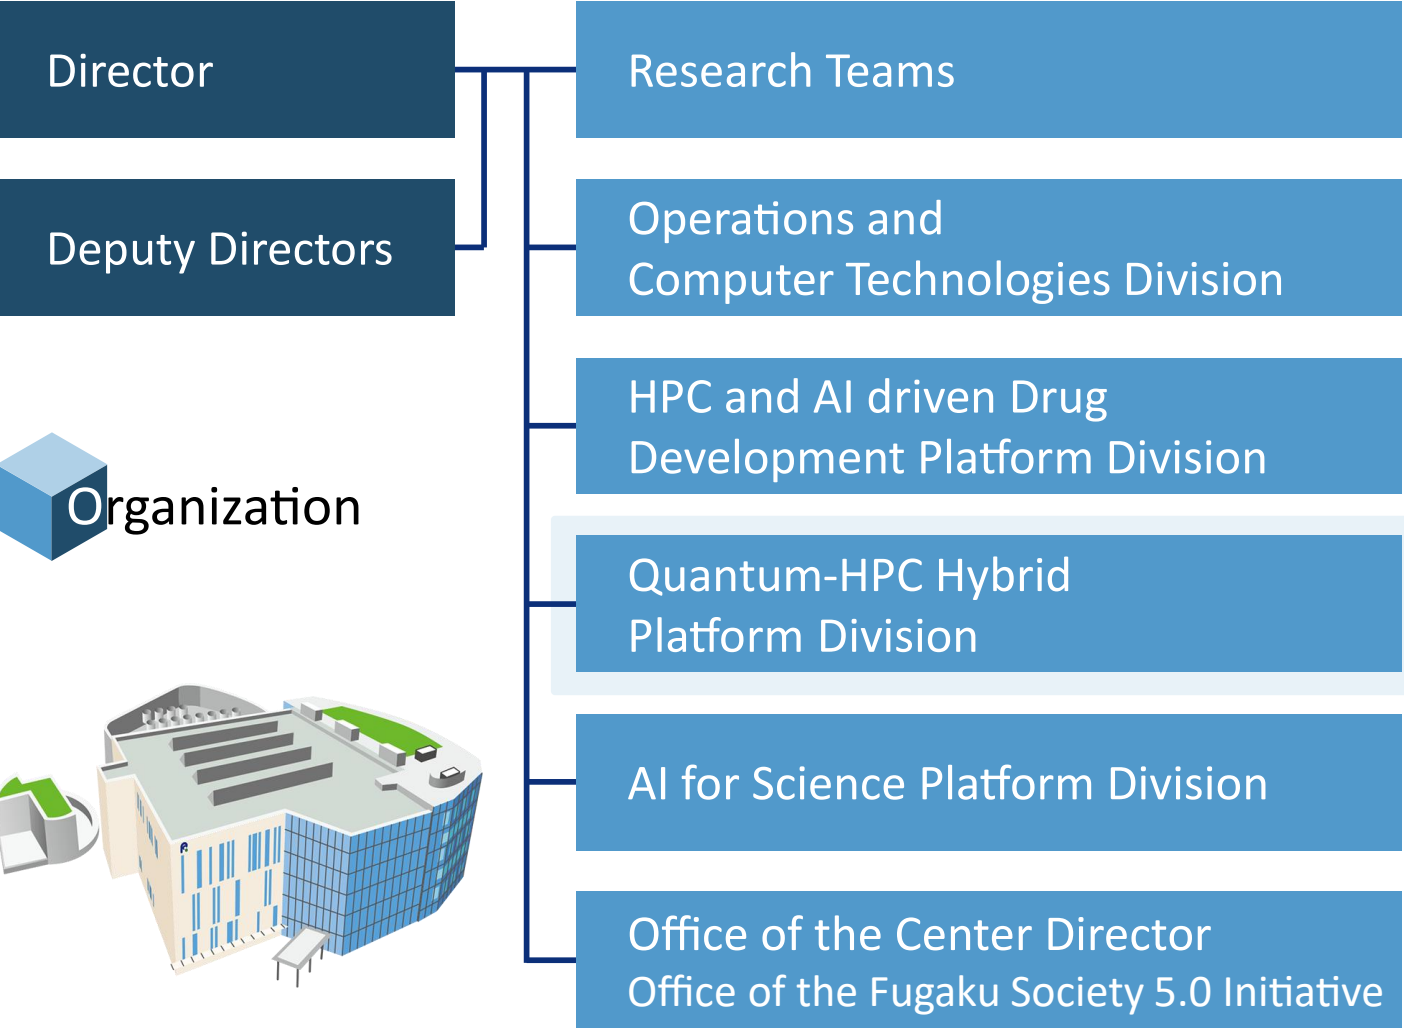 Director
Deputy Directors
Organization
Research Teams
Operations and
Computer Technologies Division
HPC and AI driven Drug
Development Platform Division
Quantum-HPC Hybrid
Platform Division
AI for Science Platform Division
Office of the Center Director
Office of the Fugaku Society 5.0 Initiative